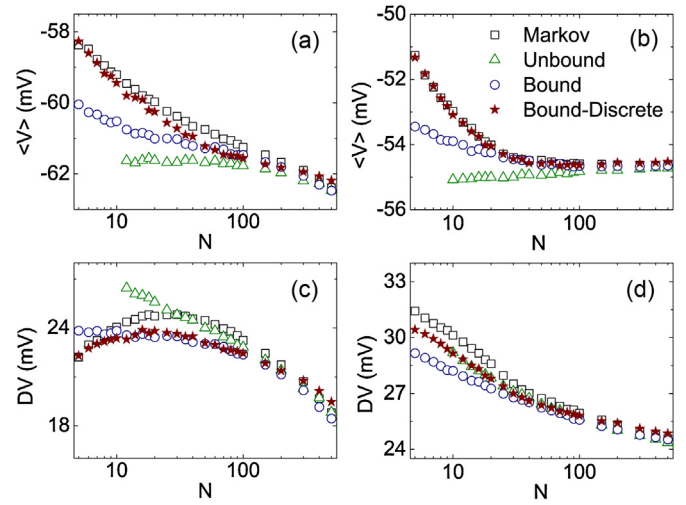 -58
-60
-62
<V> (mV)
(a)
10
100
N
-50
-52
-54
-56
<V> (mV)
(b)
Markov
Unbound
Bound
Bound-Discrete
10
100
N
24
18
DV (mV)
(c)
10
100
N
33
30
27
24
DV (mV)
(d)
10
100
N